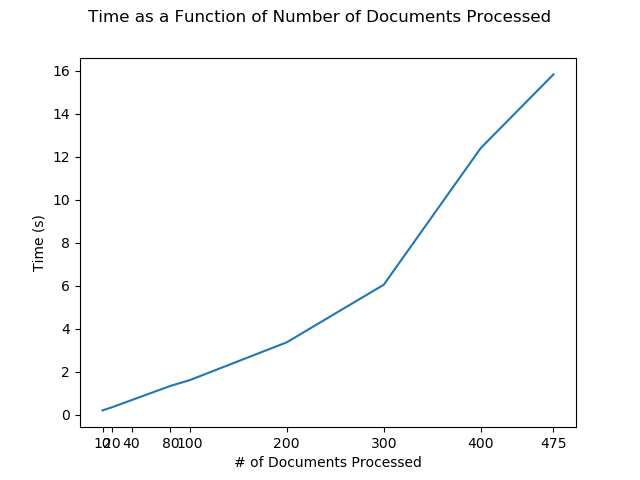 Time as a Function of Number of Documents Processed
16
14
12
10
8
6
4
2
0
Time (s)
10 20 40 80 100 200 300 400 475
# of Documents Processed